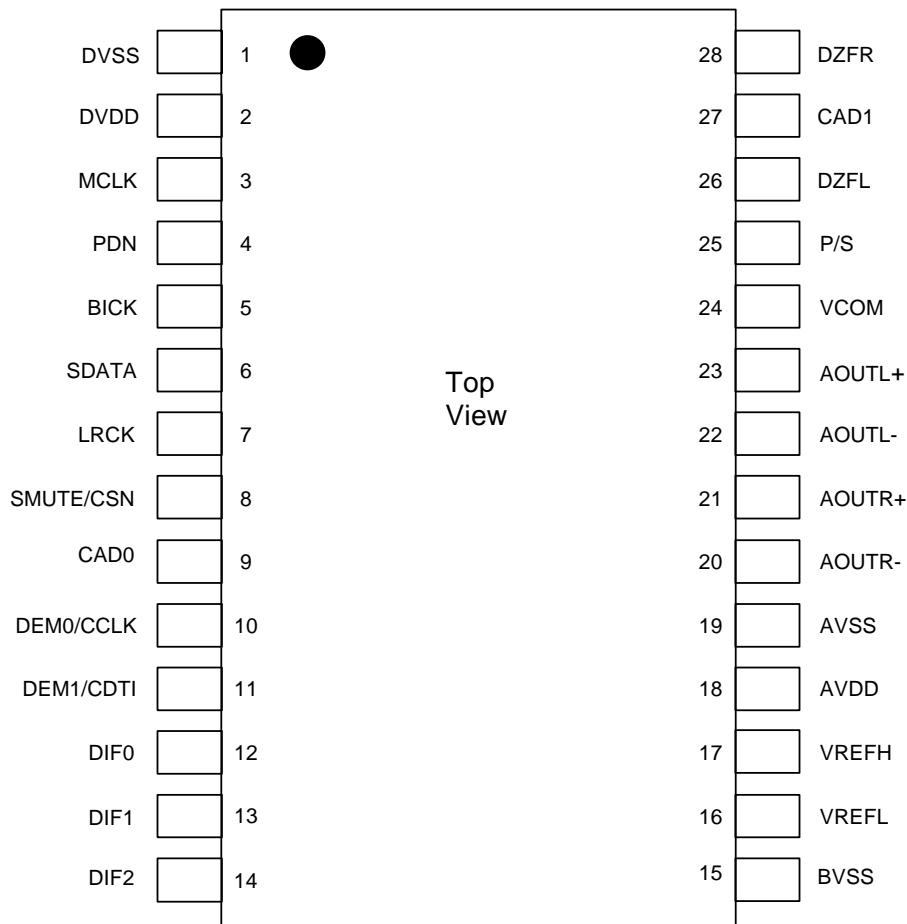 DVSS 1 28 DZFR
DVDD 2 27 CAD1
MCLK 3 26 DZFL
PDN 4 25 P/S
BICK 5 24 VCOM
SDATA 6 23 AOUTL+
Top
View
LRCK 7 22 AOUTL-
SMUTE/CSN 8 21 AOUTR+
CAD0 9 20 AOUTR-
DEM0/CCLK 10 19 AVSS
DEM1/CDTI 11 18 AVDD
DIF0 12 17 VREFH
DIF1 13 16 VREFL
DIF2 14 15 BVSS